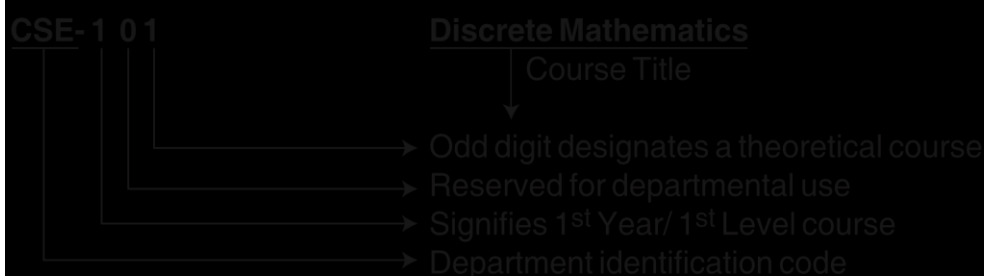 CSE- 1 0 1 Discrete Mathematics
Course Title
Odd digit designates a theoretical course
Reserved for departmental use
Signifies 1st Year/ 1st Level course
Department identification code